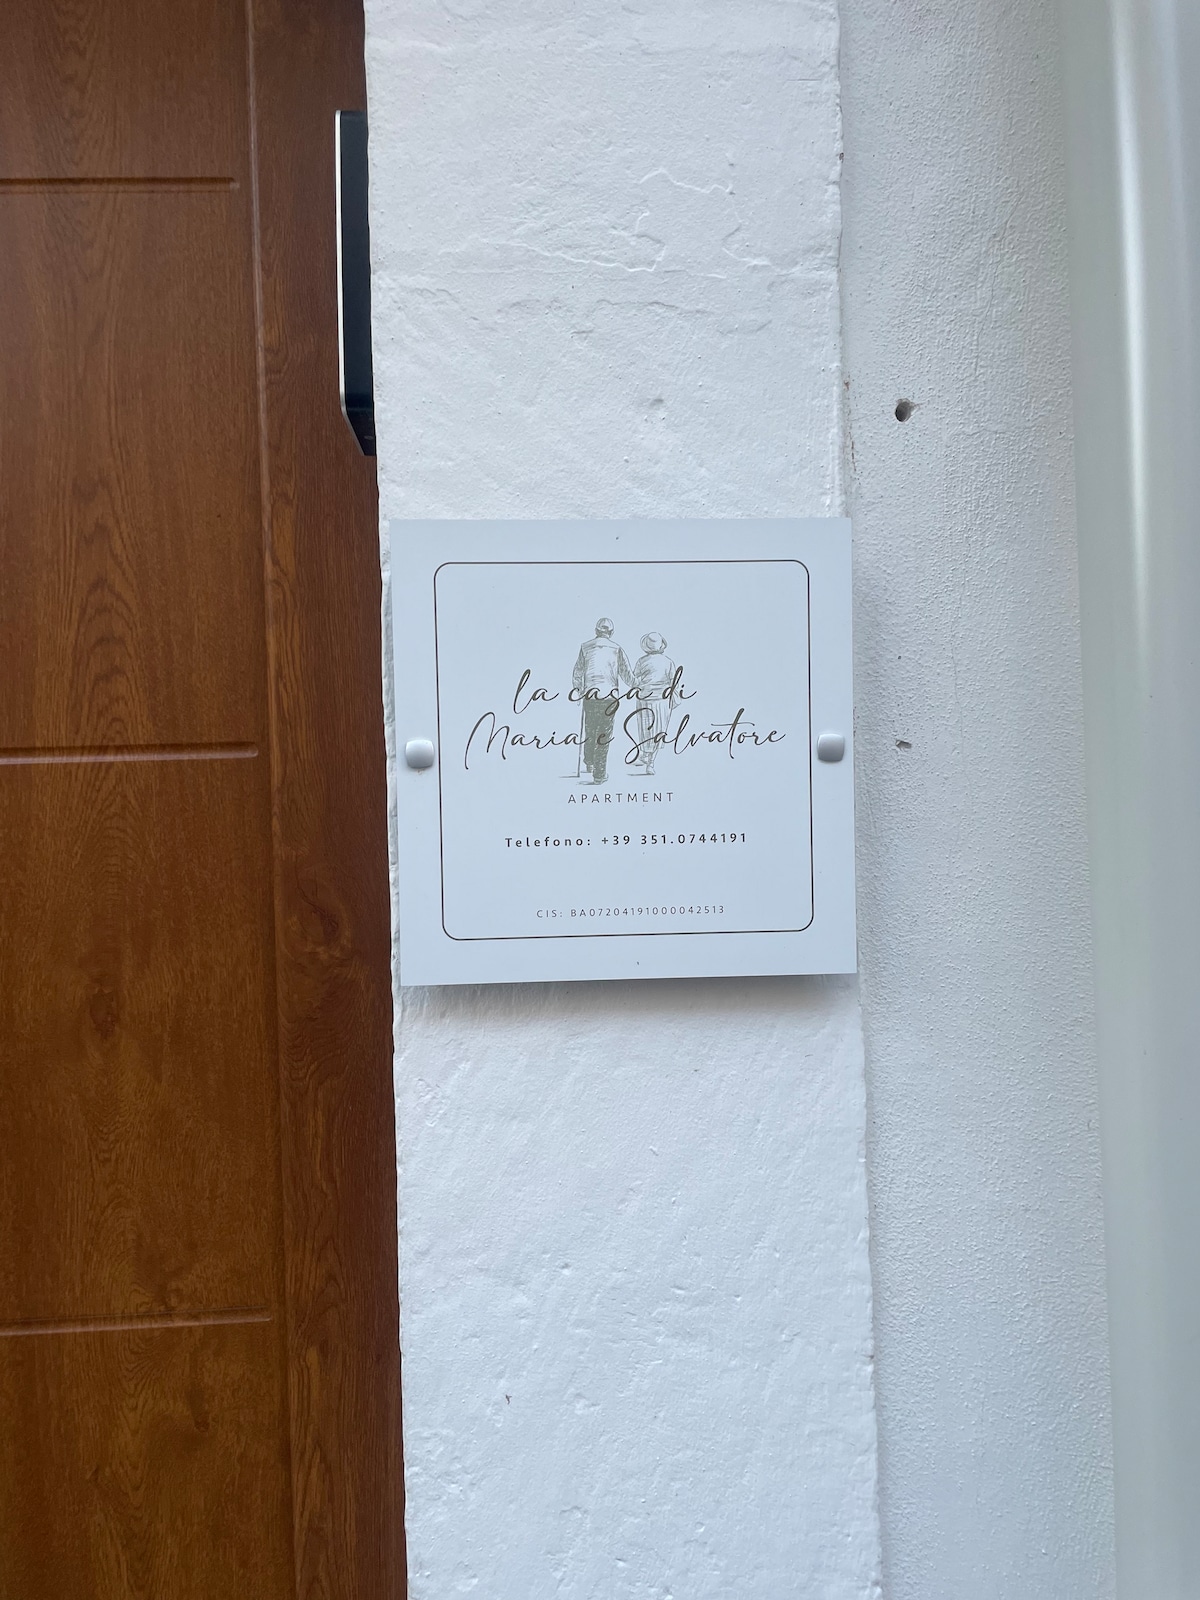 la casa di
Maria e Salvatore
APARTMENT
Telefono: +39 351.0744191
CIS: BA07204191000042513